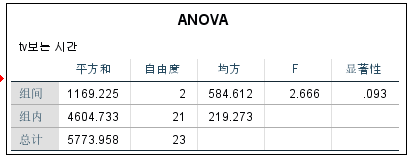 ANOVA
tv보는 시간
平方和 自由度 均方 F 显著性
组间 1169.225 2 584.612 2.666 .093
组内 4604.733 21 219.273
总计 5773.958 23